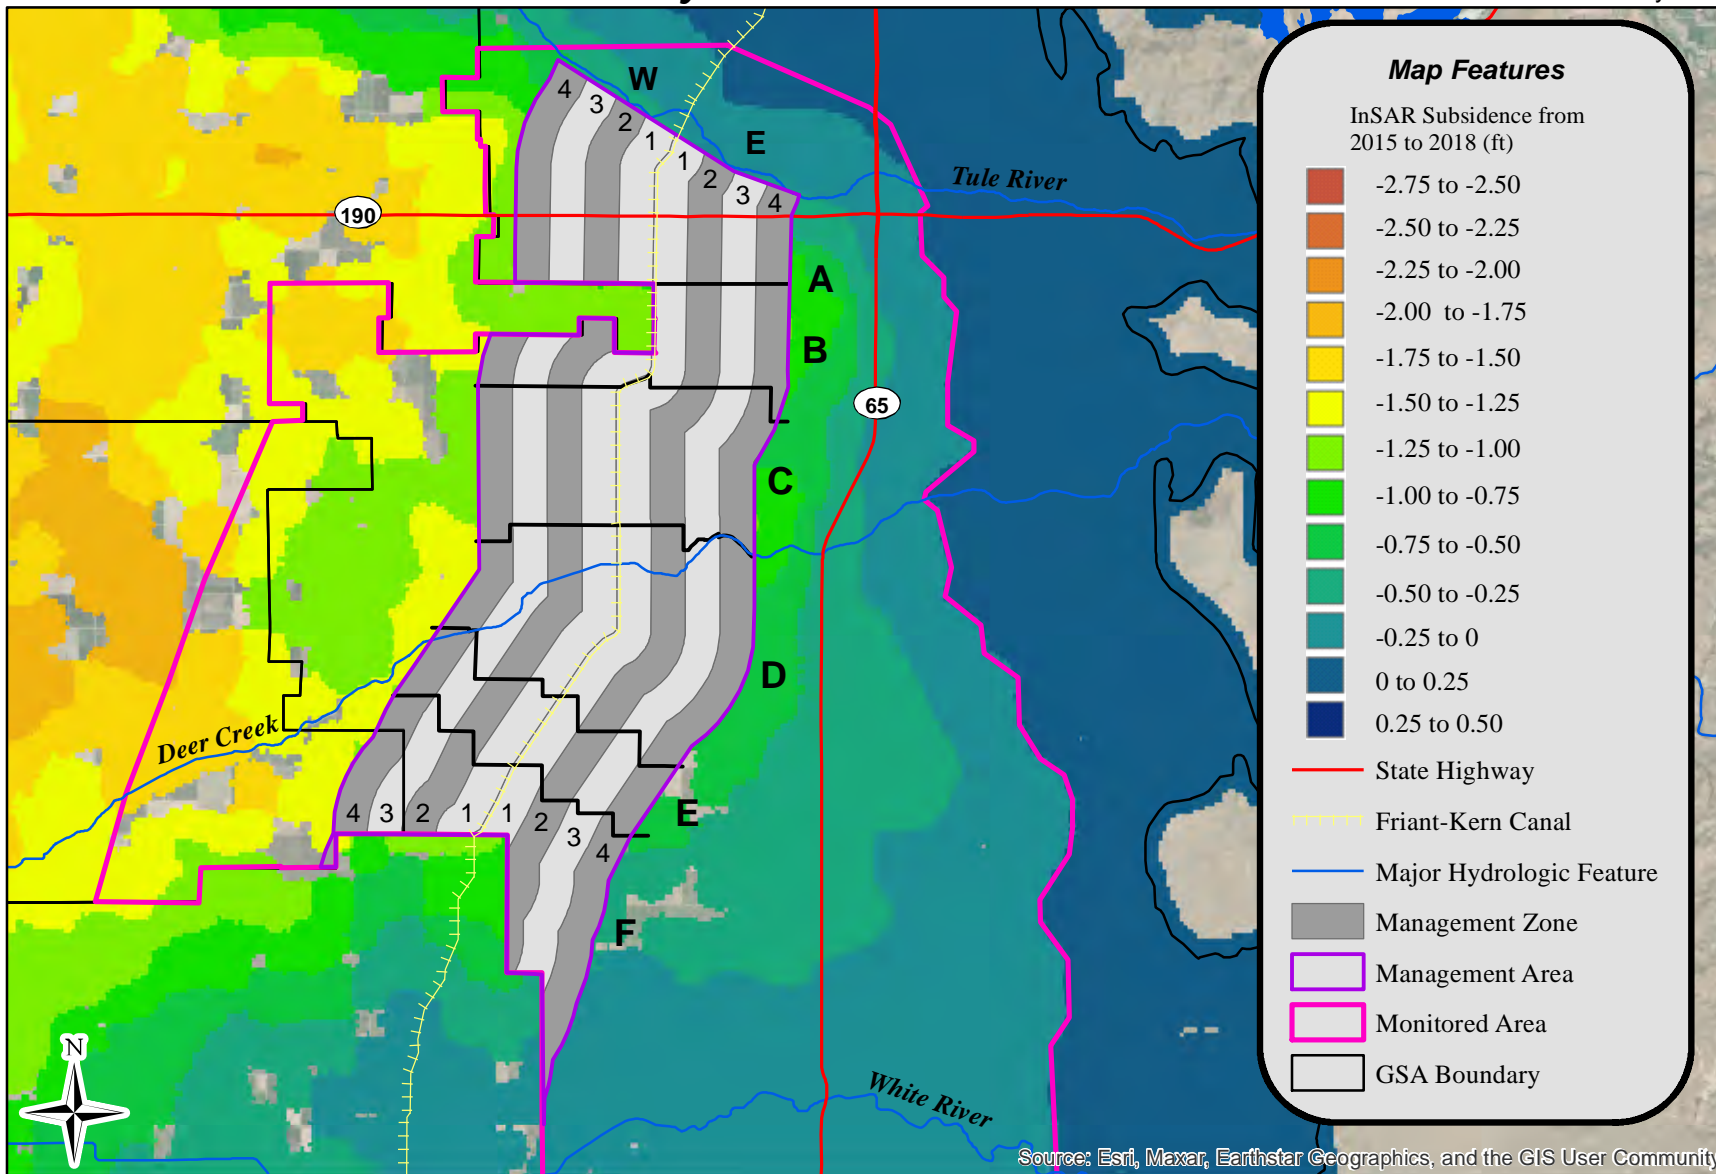 Map Features
InSAR Subsidence from
2015 to 2018 (ft)
-2.75 to -2.50
-2.50 to -2.25
-2.25 to -2.00
-2.00 to -1.75
-1.75 to -1.50
-1.50 to -1.25
-1.25 to -1.00
-1.00 to -0.75
-0.75 to -0.50
-0.50 to -0.25
-0.25 to 0
0 to 0.25
0.25 to 0.50
State Highway
Friant-Kern Canal
Major Hydrologic Feature
Management Zone
Management Area
Monitored Area
GSA Boundary
W
4
3
2
1
1
2
3
4
E
Tule River
190
A
B
65
C
D
Deer Creek
4
3
2
1
1
2
3
4
E
F
N
White River
Source: Esri, Maxar, Earthstar Geographics, and the GIS User Community